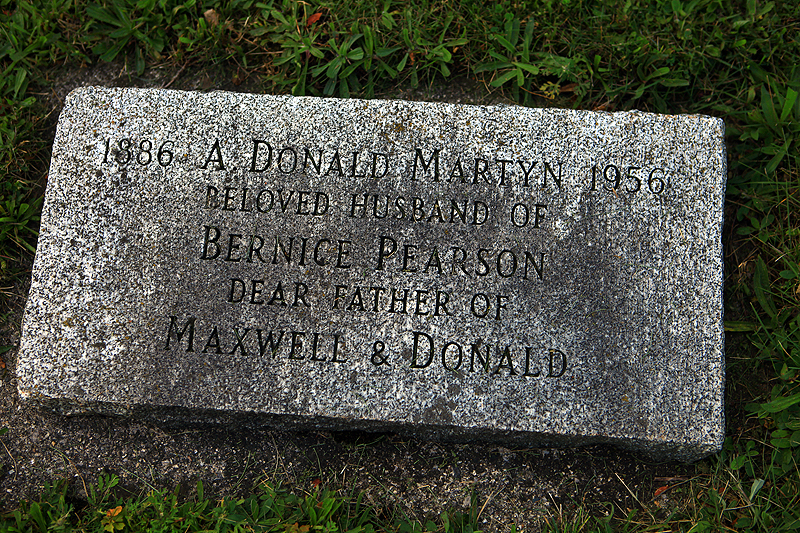 1886 A. DONALD MARTYN 1956
BELOVED HUSBAND OF
BERNICE PEARSON
DEAR FATHER OF
MAXWELL & DONALD